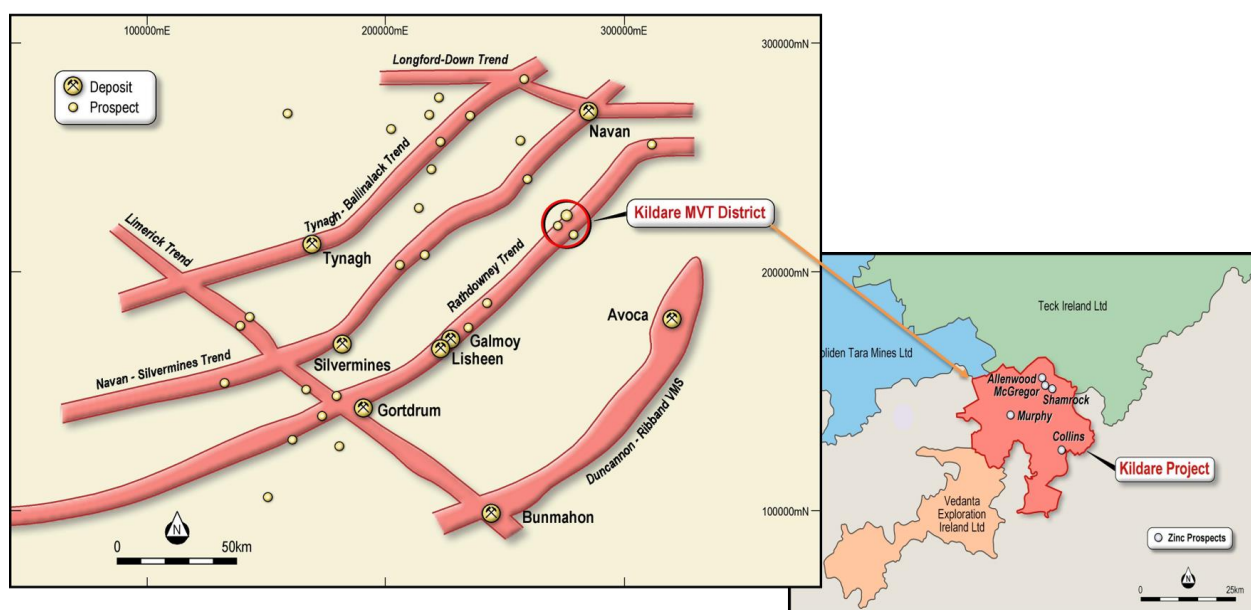 100000mE
200000mE
300000mE
300000mN
200000mN
100000mN
Deposit
Prospect
Longford-Down Trend
Navan
Tynagh - Ballinalack Trend
Limerick Trend
Tynagh
Kildare MVT District
Rathdowney Trend
Avoca
Galmoy
Lisheen
Silvermines
Navan - Silvermines Trend
Gortdrum
Duncannon - Ribband VMS
Bunmahon
N
0
50km
Teck Ireland Ltd
oliden Tara Mines Ltd
Allenwood
McGregor
Shamrock
Murphy
Collins
Kildare Project
Vedanta
Exploration
Ireland Ltd
Zinc Prospects
N
0
25km